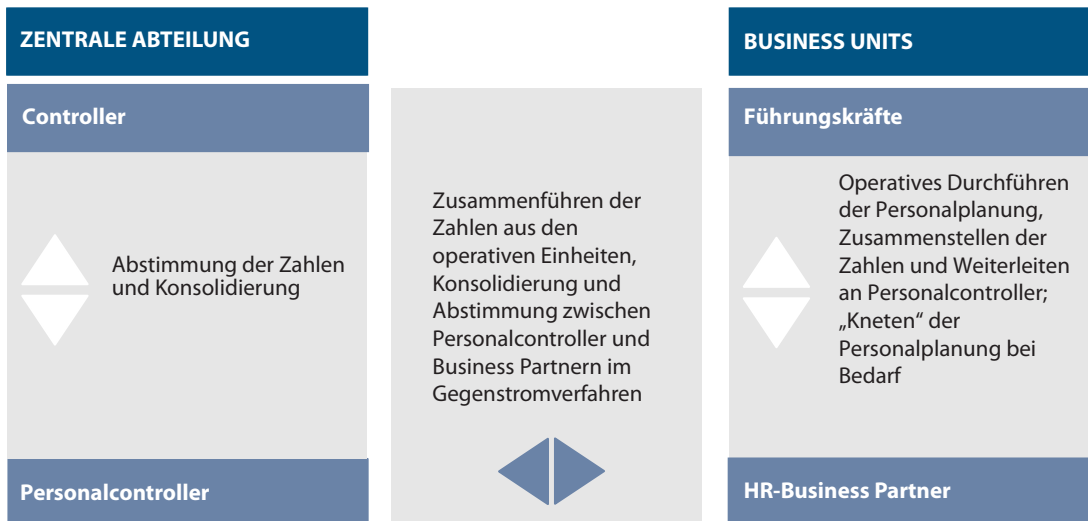 ZENTRALE ABTEILUNG
Controller
Abstimmung der Zahlen
und Konsolidierung
Personalcontroller
Zusammenführen der
Zahlen aus den
operativen Einheiten,
Konsolidierung und
Abstimmung zwischen
Personalcontroller und
Business Partnern im
Gegenstromverfahren
BUSINESS UNITS
Führungskräfte
Operatives Durchführen
der Personalplanung,
Zusammenstellen der
Zahlen und Weiterleiten
an Personalcontroller;
„Kneten“ der
Personalplanung bei
Bedarf
HR-Business Partner